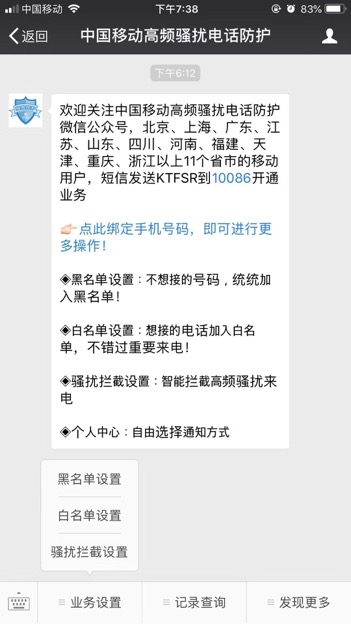 中国移动 下午7:38 83%
返回 中国移动高频骚扰电话防护
下午6:12
欢迎关注中国移动高频骚扰电话防护
微信公众号，北京、上海、广东、江
苏、山东、四川、河南、福建、天
津、重庆、浙江以上11个省市的移动
用户，短信发送KTFSR到10086开通
业务
👉🏻点此绑定手机号码，即可进行更
多操作！
◈黑名单设置：不想接的号码，统统加
入黑名单！
◈白名单设置：想接的电话加入白名
单，不错过重要来电！
◈骚扰拦截设置：智能拦截高频骚扰来
电
◈个人中心：自由选择通知方式
黑名单设置
白名单设置
骚扰拦截设置
业务设置 记录查询 发现更多